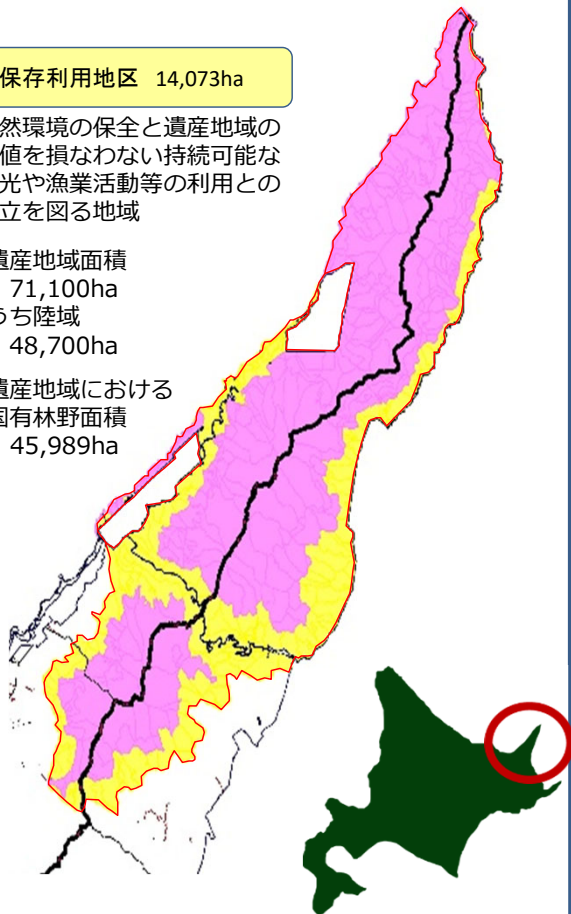 保存利用地区 14,073ha
然環境の保全と遺産地域の
値を損なわない持続可能な
光や漁業活動等の利用との
立を図る地域
遺産地域面積
71,100ha
うち陸域
48,700ha
遺産地域における
国有林野面積
45,989ha